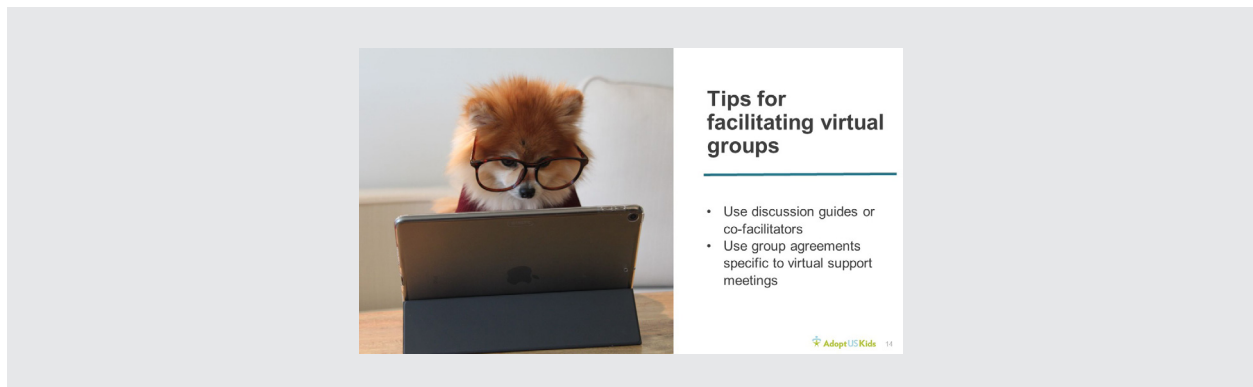 Tips for
facilitating virtual
groups
• Use discussion guides or
co-facilitators
• Use group agreements
specific to virtual support
meetings
AdoptUSKids 14